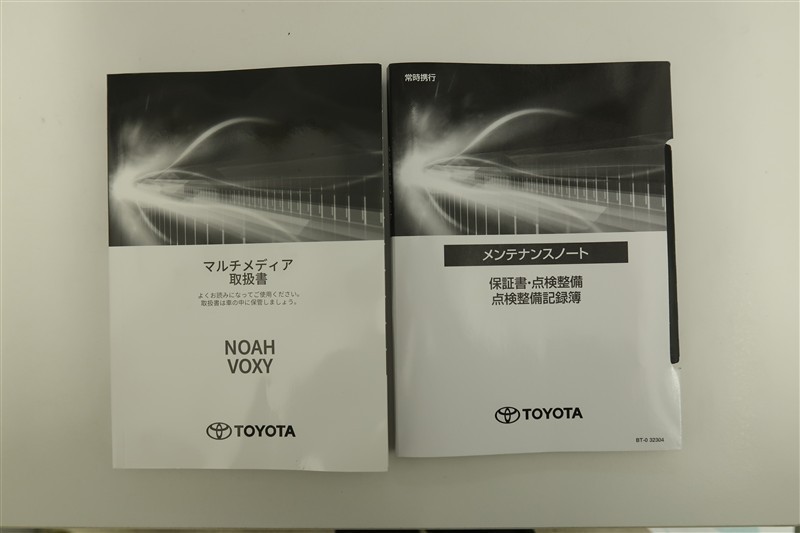 マルチメディア
取扱書
よくお読みになってご使用ください。
取扱書は車の中に保管しましょう。
NOAH
VOXY
TOYOTA
常時携行
メンテナンスノート
保証書・点検整備
点検整備記録簿
TOYOTA
BT-0 32304